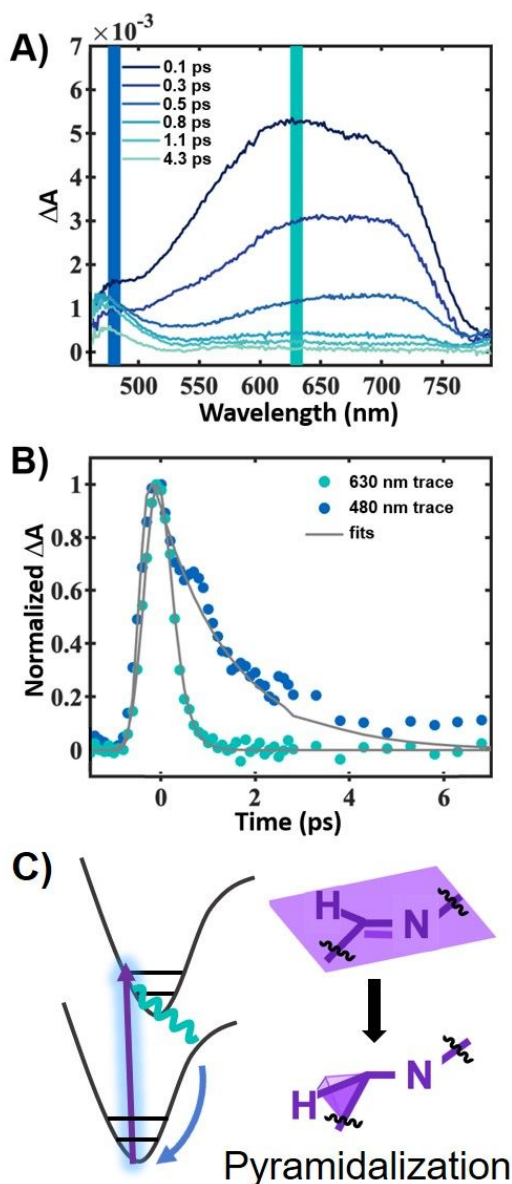 A)
7 ×10⁻³
6
5
4
3
2
1
0
ΔA
0.1 ps
0.3 ps
0.5 ps
0.8 ps
1.1 ps
4.3 ps
500 550 600 650 700 750
Wavelength (nm)
B)
1
0.8
0.6
0.4
0.2
0
Normalized ΔA
630 nm trace
480 nm trace
fits
0 2 4 6
Time (ps)
C)
H
N
H
N
Pyramidalization